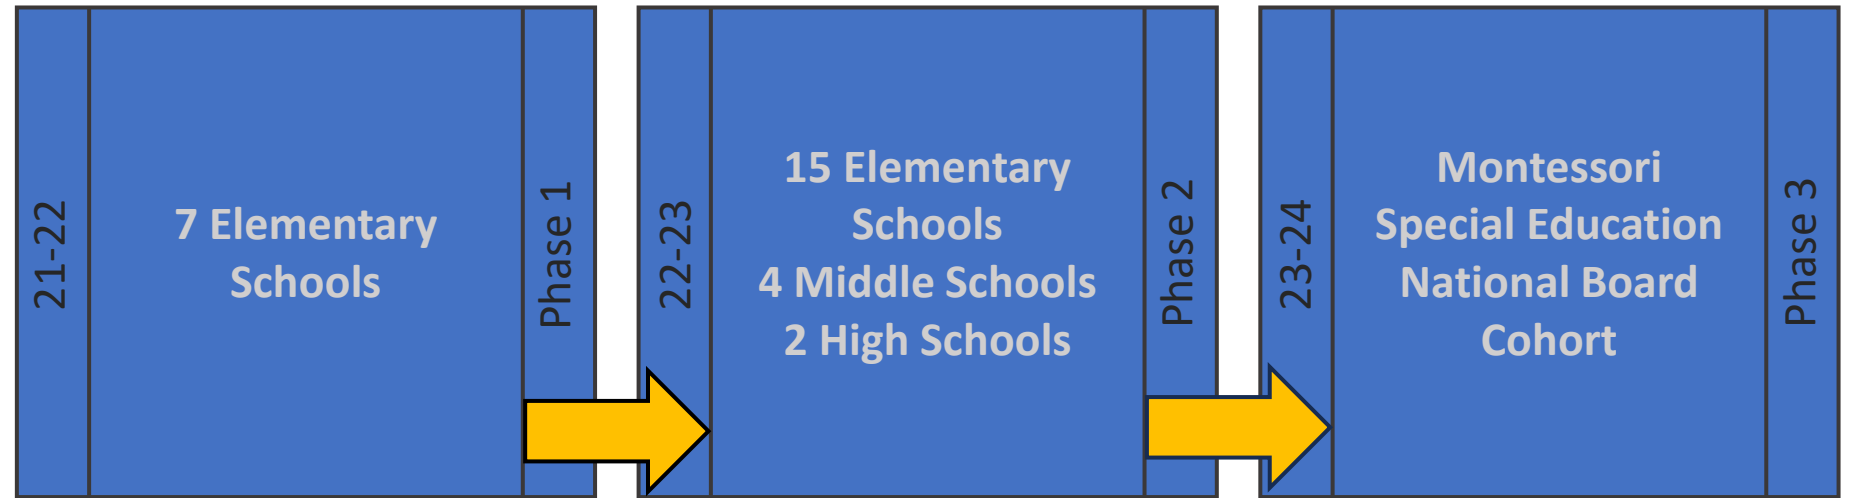 21-22
7 Elementary
Schools
Phase 1
22-23
15 Elementary
Schools
4 Middle Schools
2 High Schools
Phase 2
23-24
Montessori
Special Education
National Board
Cohort
Phase 3